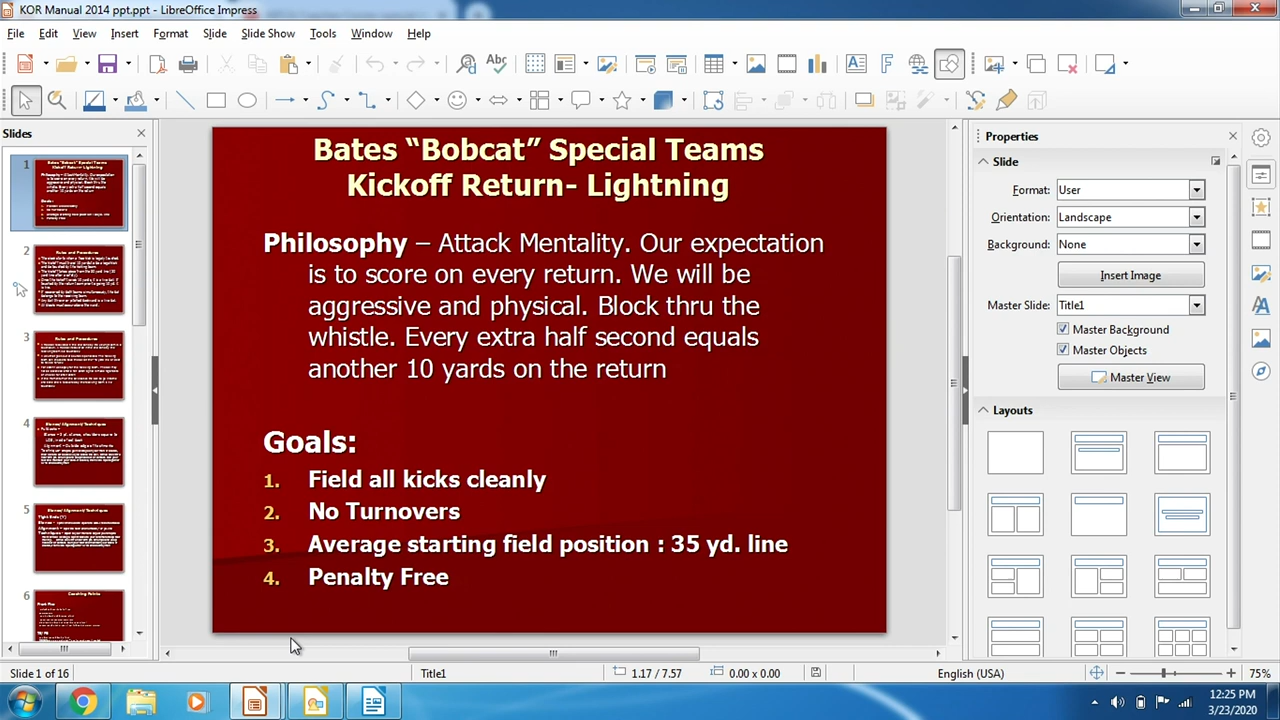 KOR Manual 2014 ppt.ppt - LibreOffice Impress
File Edit View Insert Format Slide Slide Show Tools Window Help
Slides
Properties
Slide
Format: User
Orientation: Landscape
Background: None
Insert Image
Master Slide: Title1
Master Background
Master Objects
Master View
Layouts
1
2
3
4
5
6
Bates “Bobcat” Special Teams
Kickoff Return- Lightning
Philosophy – Attack Mentality. Our expectation
is to score on every return. We will be
aggressive and physical. Block thru the
whistle. Every extra half second equals
another 10 yards on the return
Goals:
1. Field all kicks cleanly
2. No Turnovers
3. Average starting field position : 35 yd. line
4. Penalty Free
Slide 1 of 16
Title1
1.17 / 7.57
0.00 x 0.00
English (USA)
75%
12:25 PM
3/23/2020